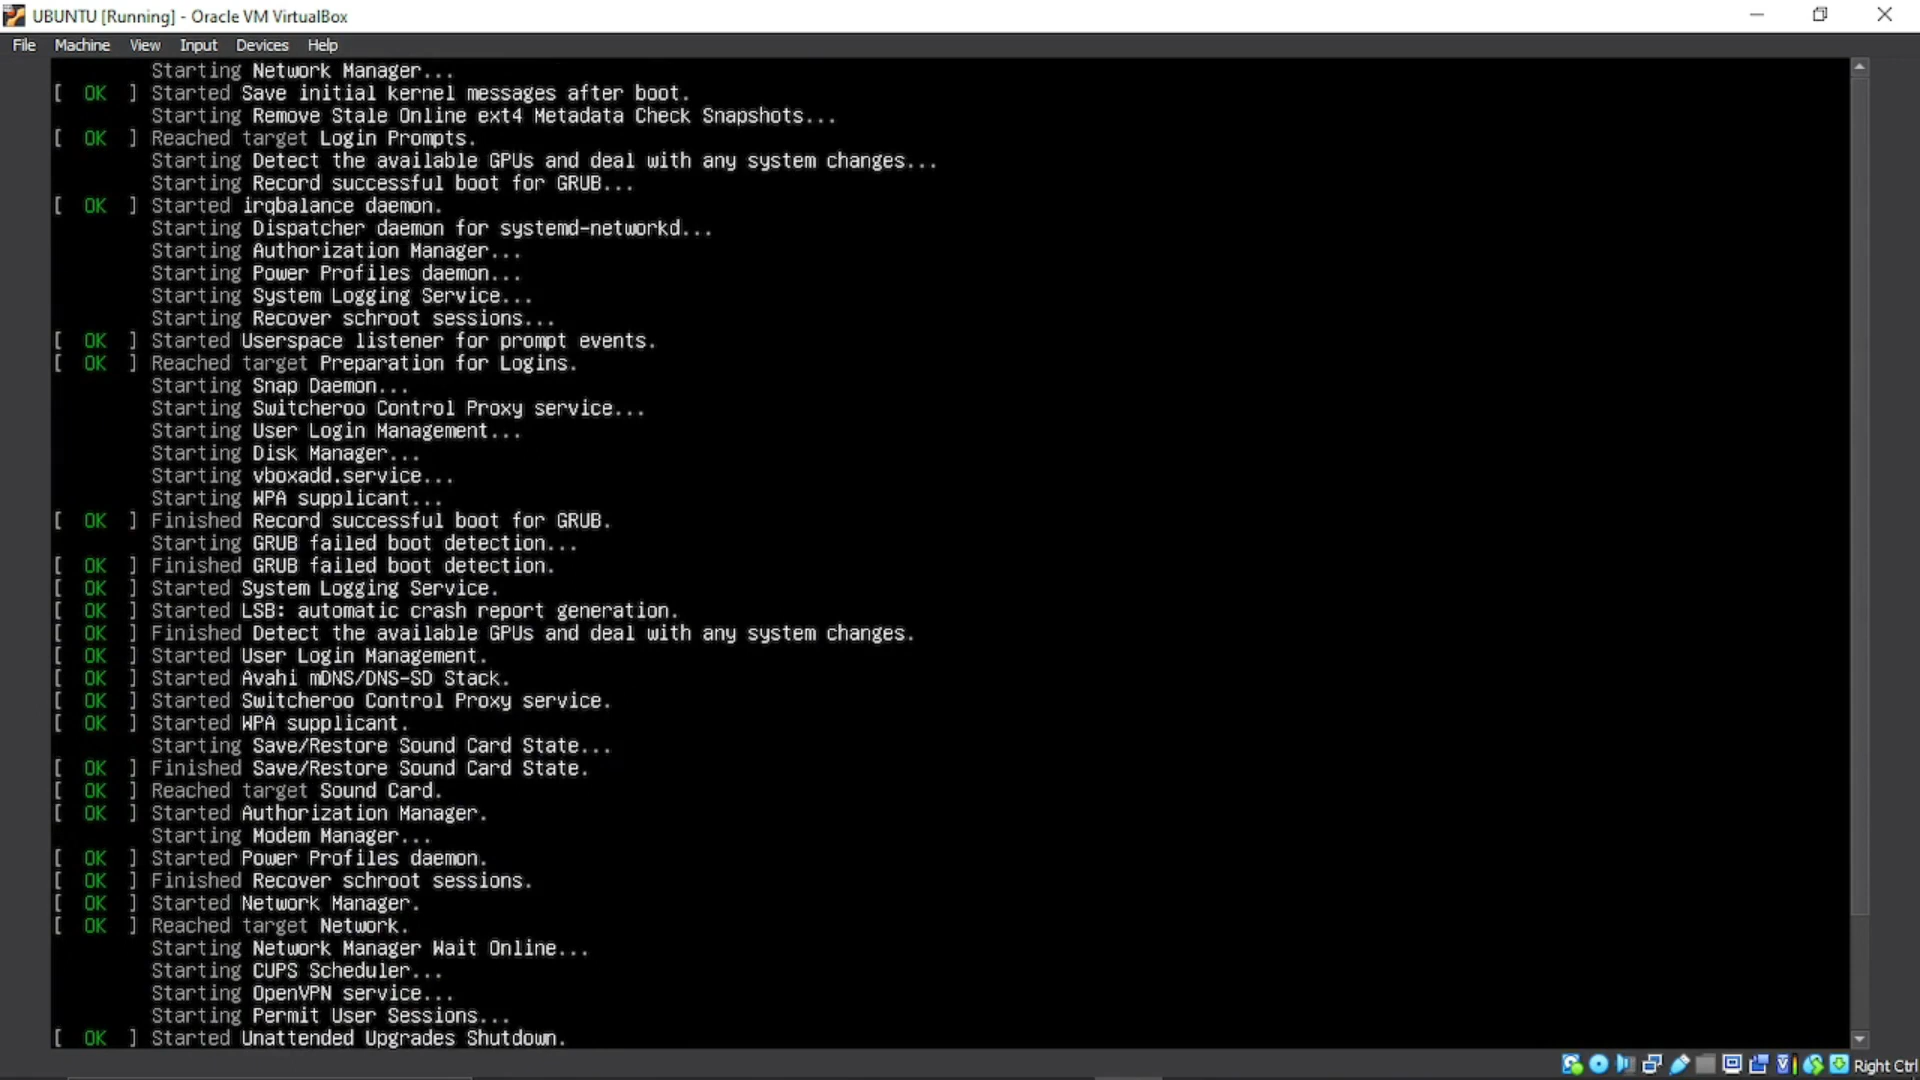 UBUNTU [Running] - Oracle VM VirtualBox
File Machine View Input Devices Help
Starting Network Manager...
[ OK ] Started Save initial kernel messages after boot.
Starting Remove Stale Online ext4 Metadata Check Snapshots...
[ OK ] Reached target Login Prompts.
Starting Detect the available GPUs and deal with any system changes...
Starting Record successful boot for GRUB...
[ OK ] Started irqbalance daemon.
Starting Dispatcher daemon for systemd-networkd...
Starting Authorization Manager...
Starting Power Profiles daemon...
Starting System Logging Service...
Starting Recover schroot sessions...
[ OK ] Started Userspace listener for prompt events.
[ OK ] Reached target Preparation for Logins.
Starting Snap Daemon...
Starting Switcheroo Control Proxy service...
Starting User Login Management...
Starting Disk Manager...
Starting vboxadd.service...
Starting WPA supplicant...
[ OK ] Finished Record successful boot for GRUB.
Starting GRUB failed boot detection...
[ OK ] Finished GRUB failed boot detection.
[ OK ] Started System Logging Service.
[ OK ] Started LSB: automatic crash report generation.
[ OK ] Finished Detect the available GPUs and deal with any system changes.
[ OK ] Started User Login Management.
[ OK ] Started Avahi mDNS/DNS-SD Stack.
[ OK ] Started Switcheroo Control Proxy service.
[ OK ] Started WPA supplicant.
Starting Save/Restore Sound Card State...
[ OK ] Finished Save/Restore Sound Card State.
[ OK ] Reached target Sound Card.
[ OK ] Started Authorization Manager.
Starting Modem Manager...
[ OK ] Started Power Profiles daemon.
[ OK ] Finished Recover schroot sessions.
[ OK ] Started Network Manager.
[ OK ] Reached target Network.
Starting Network Manager Wait Online...
Starting CUPS Scheduler...
Starting OpenVPN service...
Starting Permit User Sessions...
[ OK ] Started Unattended Upgrades Shutdown.
Right Ctrl